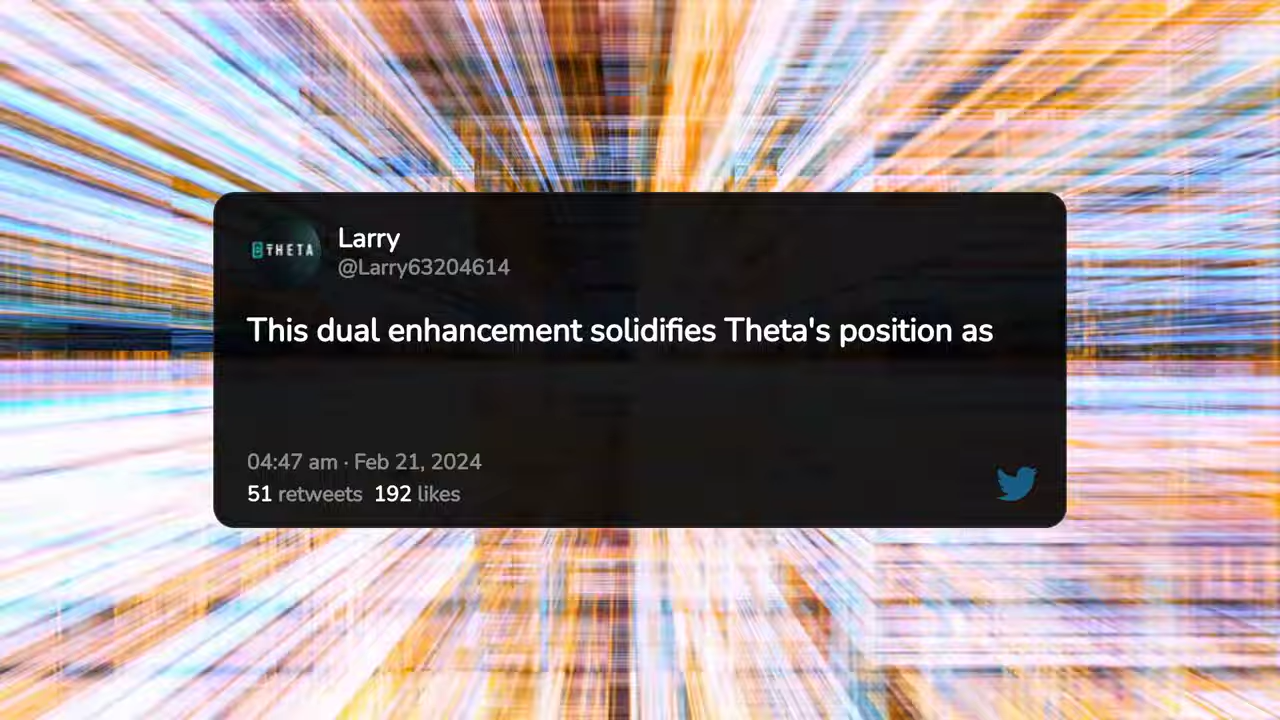 THETA
Larry
@Larry63204614
This dual enhancement solidifies Theta's position as
04:47 am · Feb 21, 2024
51 retweets 192 likes